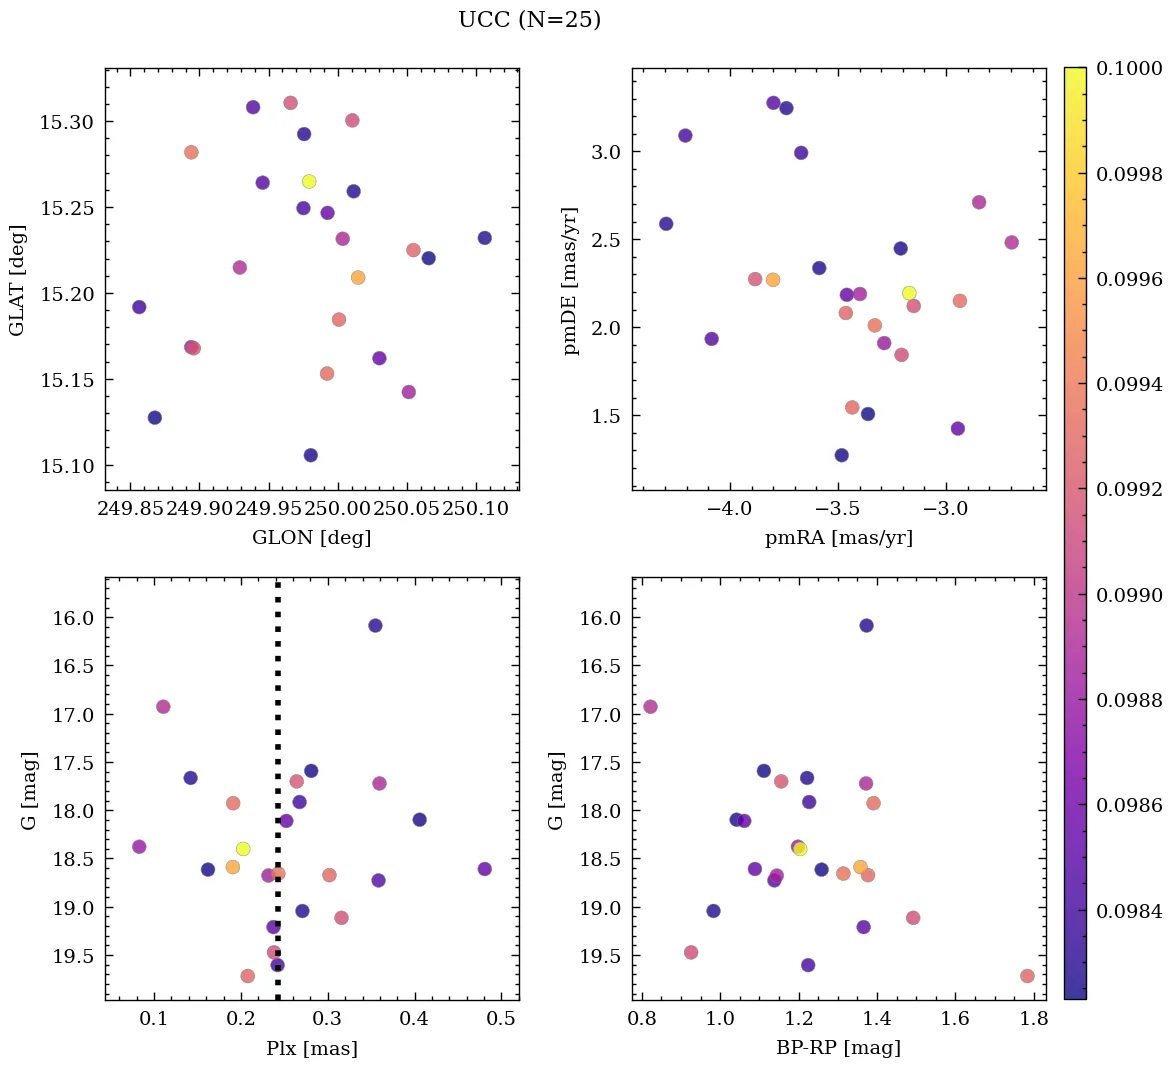 UCC (N=25)
15.30
15.25
15.20
15.15
15.10
GLAT [deg]
249.85 249.90 249.95 250.00 250.05 250.10
GLON [deg]
3.0
2.5
2.0
1.5
pmDE [mas/yr]
−4.0 −3.5 −3.0
pmRA [mas/yr]
16.0
16.5
17.0
17.5
18.0
18.5
19.0
19.5
G [mag]
0.1 0.2 0.3 0.4 0.5
Plx [mas]
16.0
16.5
17.0
17.5
18.0
18.5
19.0
19.5
G [mag]
0.8 1.0 1.2 1.4 1.6 1.8
BP-RP [mag]
0.1000
0.0998
0.0996
0.0994
0.0992
0.0990
0.0988
0.0986
0.0984